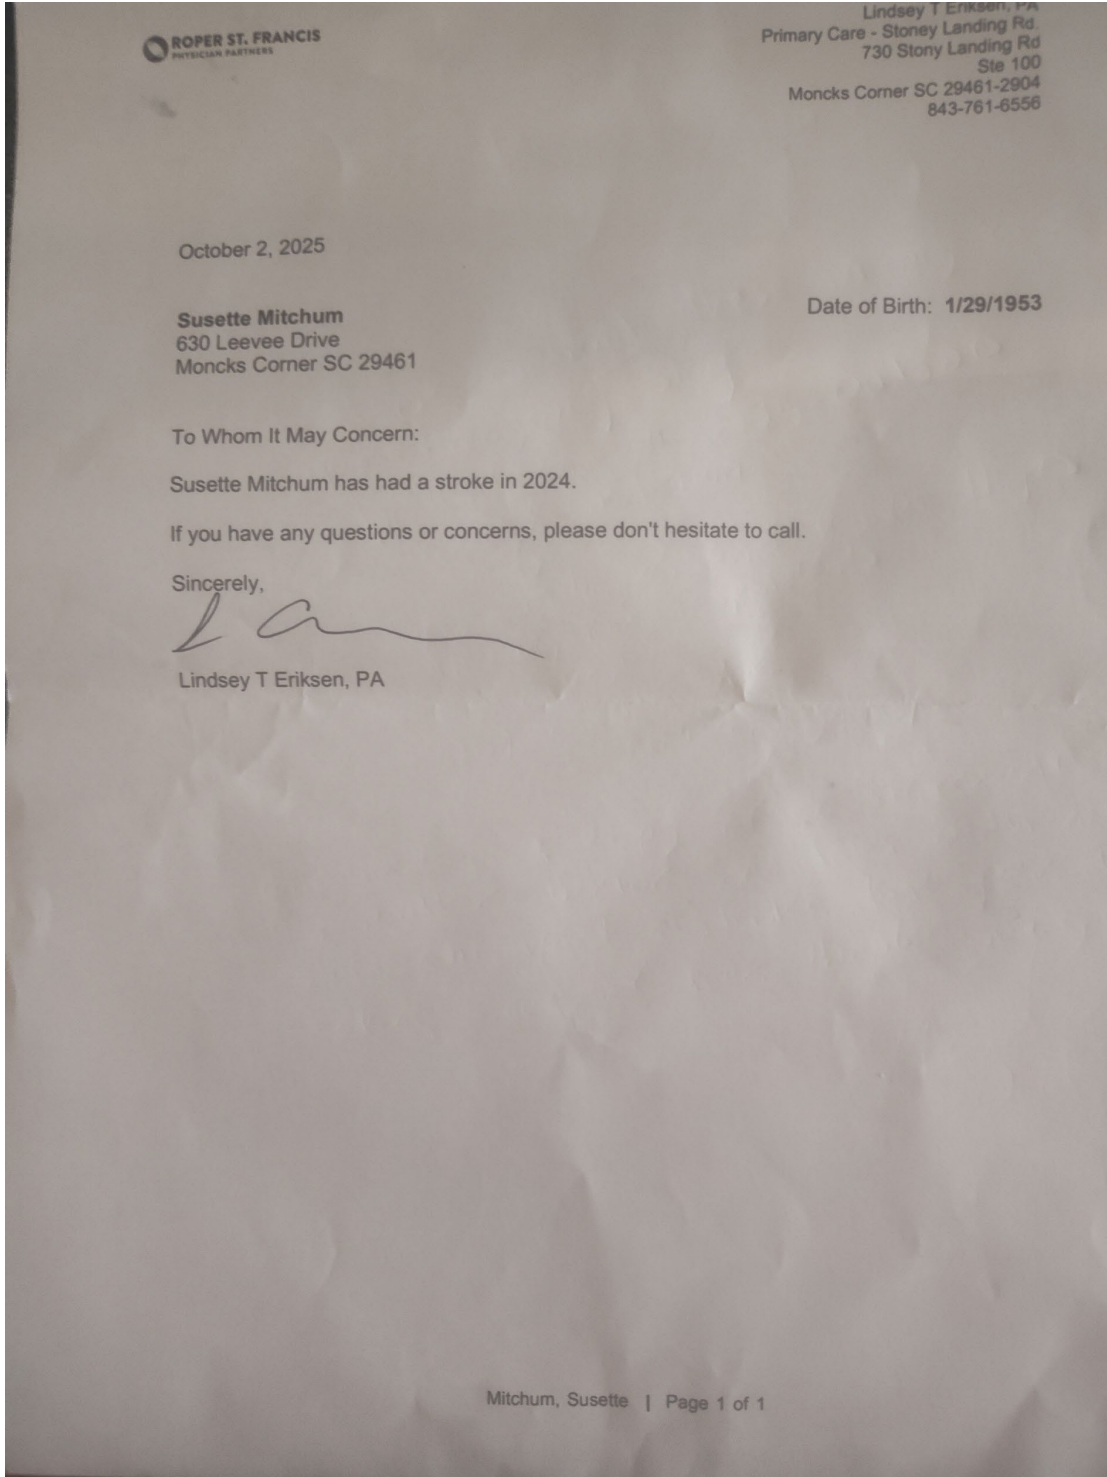 ROPER ST. FRANCIS
PHYSICIAN PARTNERS
Lindsey T Eriksen, PA
Primary Care - Stoney Landing Rd.
730 Stony Landing Rd
Ste 100
Moncks Corner SC 29461-2904
843-761-6556
October 2, 2025
Susette Mitchum
630 Leevee Drive
Moncks Corner SC 29461
Date of Birth: 1/29/1953
To Whom It May Concern:
Susette Mitchum has had a stroke in 2024.
If you have any questions or concerns, please don't hesitate to call.
Sincerely,
Lindsey T Eriksen, PA
Mitchum, Susette | Page 1 of 1